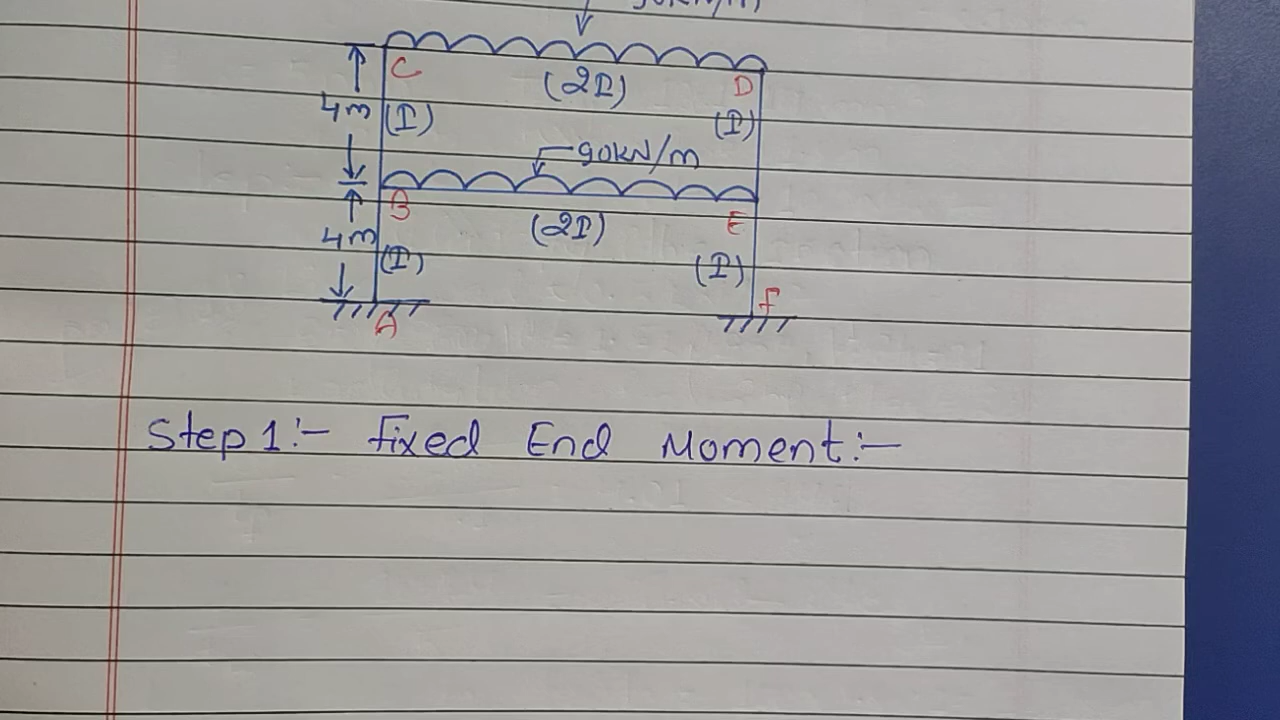 C
(2I)
D
4m
(I)
(I)
90kN/m
B
(2I)
E
4m
(I)
(I)
F
A
Step 1:- Fixed End Moment:-